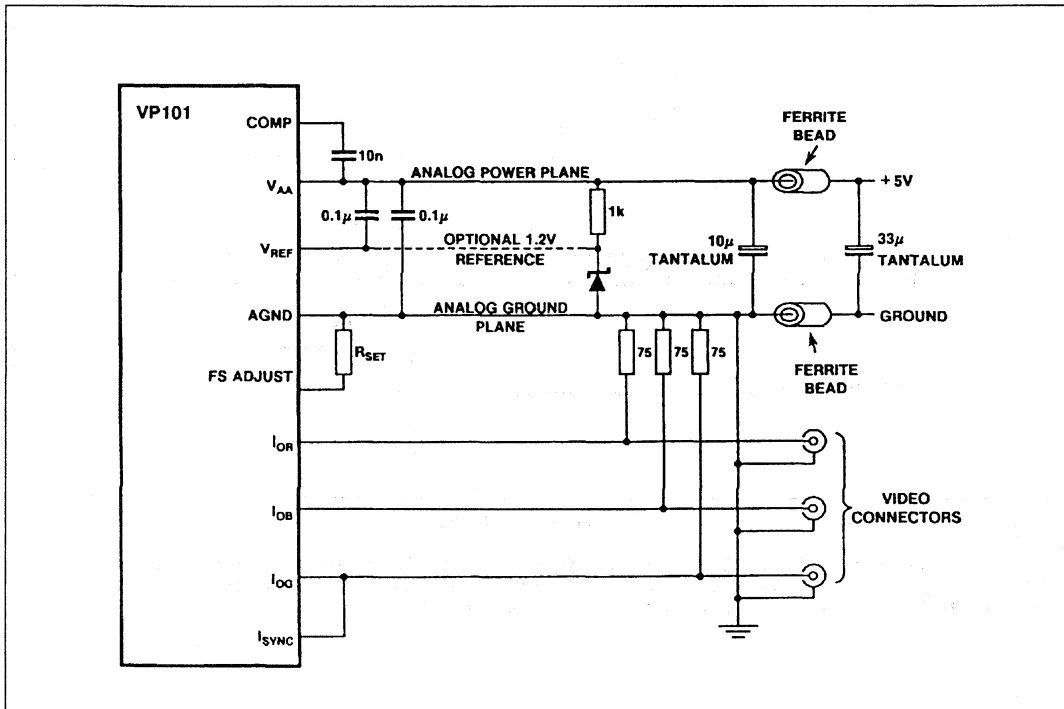 VP101
COMP
10n
FERRITE
BEAD
V_AA
ANALOG POWER PLANE
+5V
0.1μ
0.1μ
1k
V_REF
OPTIONAL 1.2V
REFERENCE
10μ
TANTALUM
33μ
TANTALUM
AGND
ANALOG GROUND
PLANE
GROUND
R_SET
75
75
75
FERRITE
BEAD
FS ADJUST
I_OR
I_OB
VIDEO
CONNECTORS
I_OG
I_SYNC